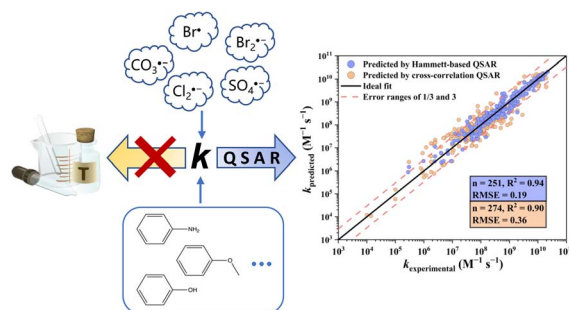 Br•
Br₂•−
CO₃•−
Cl₂•−
SO₄•−
T
k
QSAR
NH₂
O
OH
•••
Predicted by Hammett-based QSAR
Predicted by cross-correlation QSAR
Ideal fit
Error ranges of 1/3 and 3
10¹¹
10¹⁰
10⁹
10⁸
10⁷
10⁶
10⁵
10⁴
10³
k predicted (M⁻¹ s⁻¹)
n = 251, R² = 0.94
RMSE = 0.19
n = 274, R² = 0.90
RMSE = 0.36
10³ 10⁴ 10⁵ 10⁶ 10⁷ 10⁸ 10⁹ 10¹⁰ 10¹¹
k experimental (M⁻¹ s⁻¹)